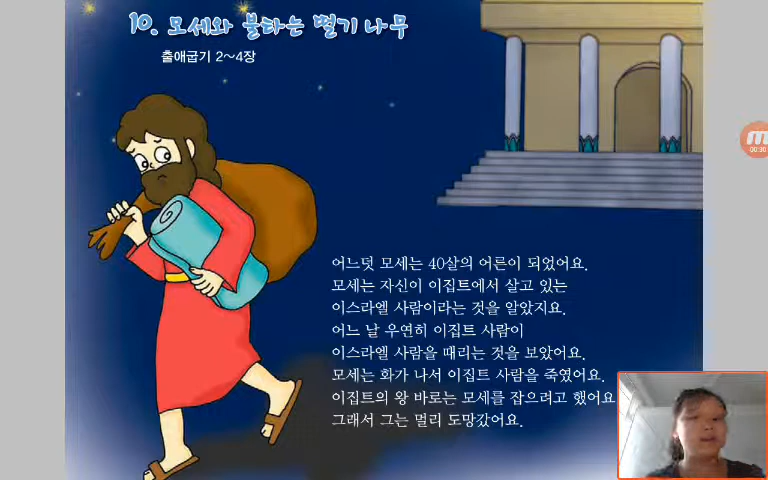 10. 모세와 불타는 떨기 나무
출애굽기 2~4장
어느덧 모세는 40살의 어른이 되었어요.
모세는 자신이 이집트에서 살고 있는
이스라엘 사람이라는 것을 알았지요.
어느 날 우연히 이집트 사람이
이스라엘 사람을 때리는 것을 보았어요.
모세는 화가 나서 이집트 사람을 죽였어요.
이집트의 왕 바로는 모세를 잡으려고 했어요
그래서 그는 멀리 도망갔어요.